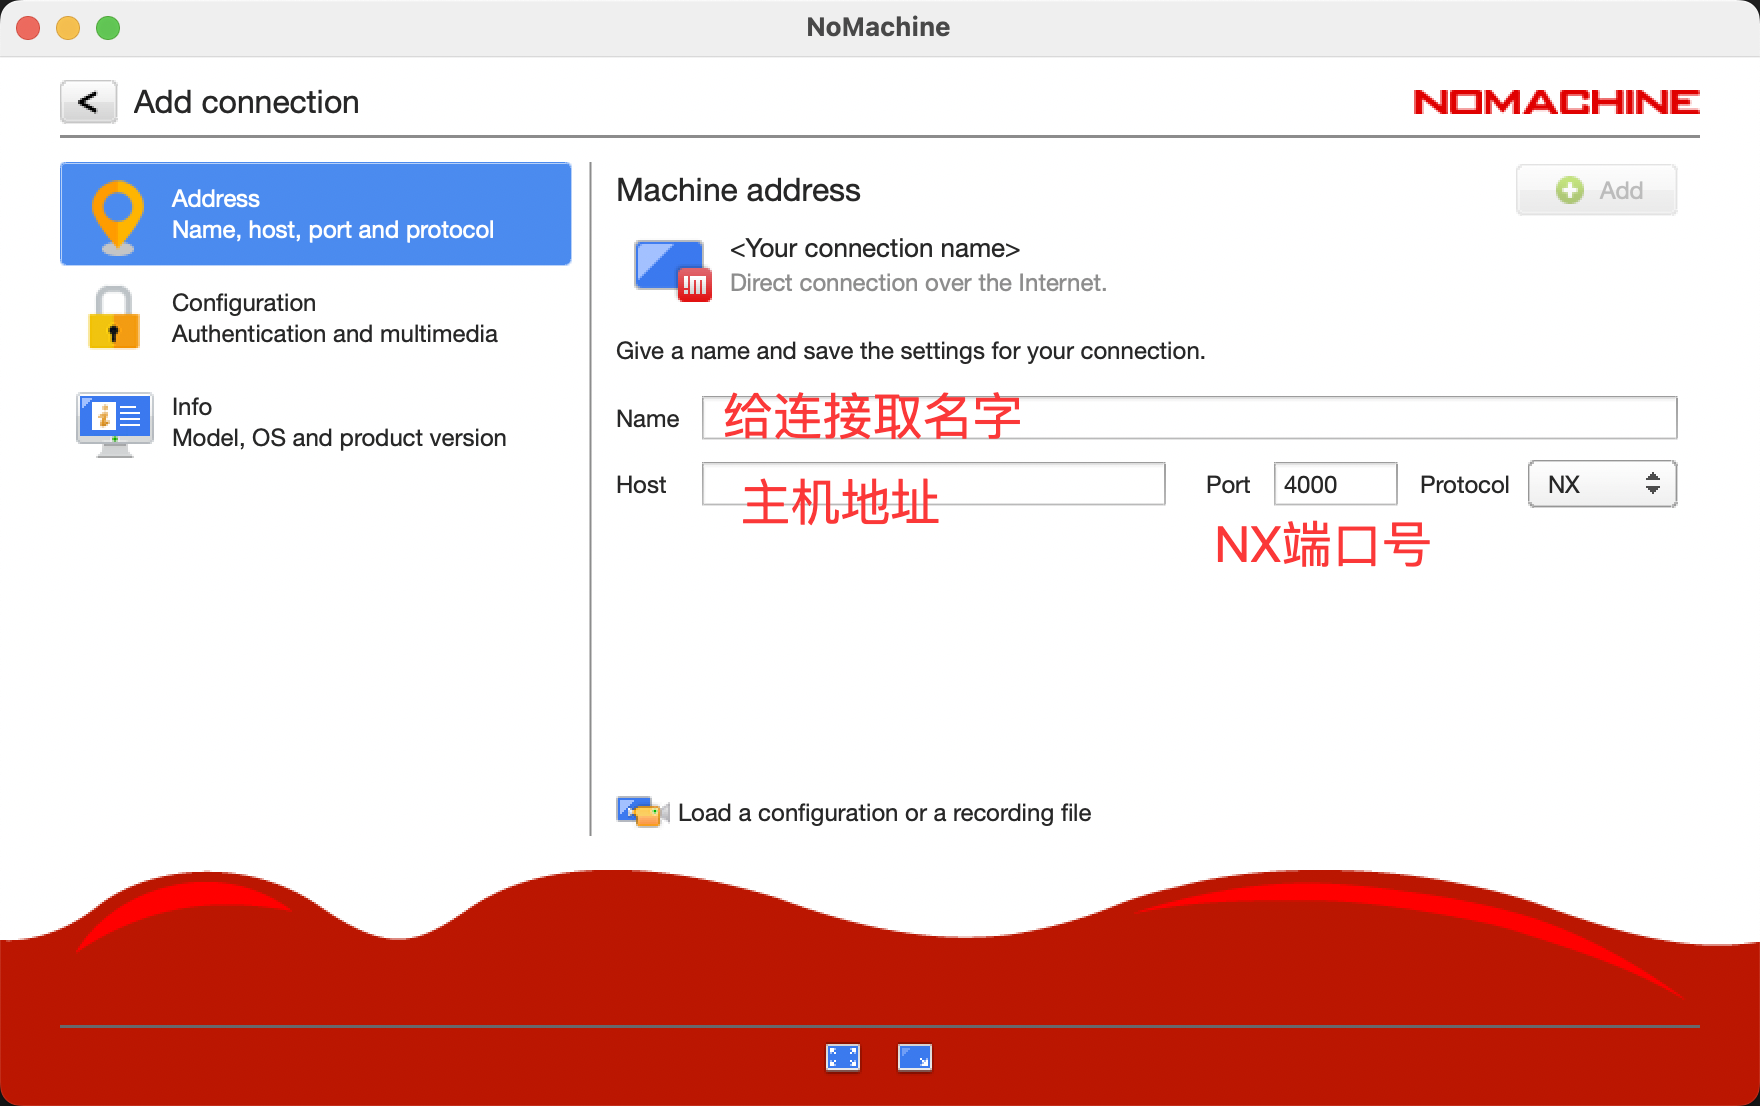 NoMachine
< Add connection
NOMACHINE
Address
Name, host, port and protocol
Configuration
Authentication and multimedia
Info
Model, OS and product version
Machine address
Add
<Your connection name>
!M
Direct connection over the Internet.
Give a name and save the settings for your connection.
Name 给连接取名字
Host 主机地址 Port 4000 Protocol NX
NX端口号
Load a configuration or a recording file